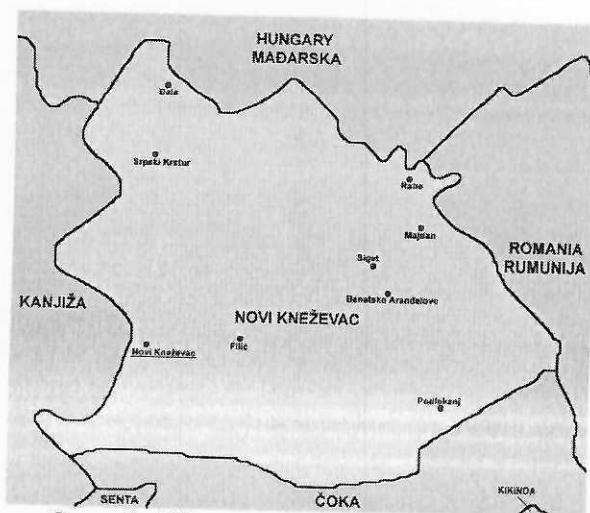 HUNGARY
MAĐARSKA
Đala
Srpski Krstur
Rabe
Majdan
ROMANIA
RUMUNIJA
Siget
Banatsko Aranđelovo
KANJIŽA
NOVI KNEŽEVAC
Novi Kneževac
Filić
Podlokanj
SENTA
ČOKA
KIKINDA